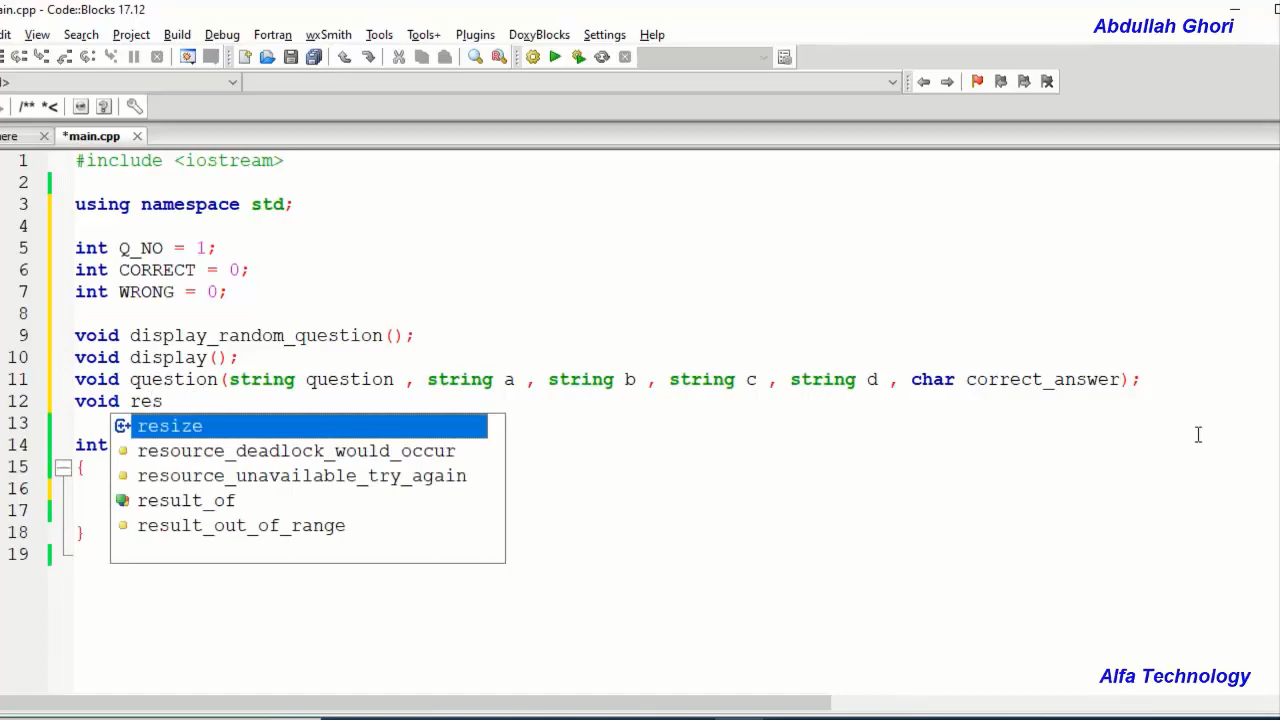 ain.cpp - Code::Blocks 17.12
Abdullah Ghori
dit View Search Project Build Debug Fortran wxSmith Tools Tools+ Plugins DoxyBlocks Settings Help
/** *<
ere *main.cpp
1 #include <iostream>
2
3 using namespace std;
4
5 int Q_NO = 1;
6 int CORRECT = 0;
7 int WRONG = 0;
8
9 void display_random_question();
10 void display();
11 void question(string question , string a , string b , string c , string d , char correct_answer);
12 void res
13
resize
14 int
resource_deadlock_would_occur
15 {
resource_unavailable_try_again
16
result_of
17
result_out_of_range
18 }
19
Alfa Technology